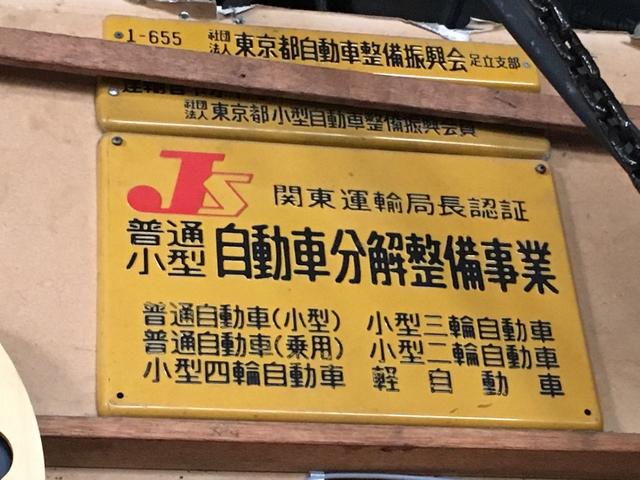 1-655 社団法人 東京都自動車整備振興会 足立支部
社団法人 東京都小型自動車整備振興会員
JS 関東運輸局長認証
普通小型 自動車分解整備事業
普通自動車(小型) 小型三輪自動車
普通自動車(乗用) 小型二輪自動車
小型四輪自動車 軽自動車